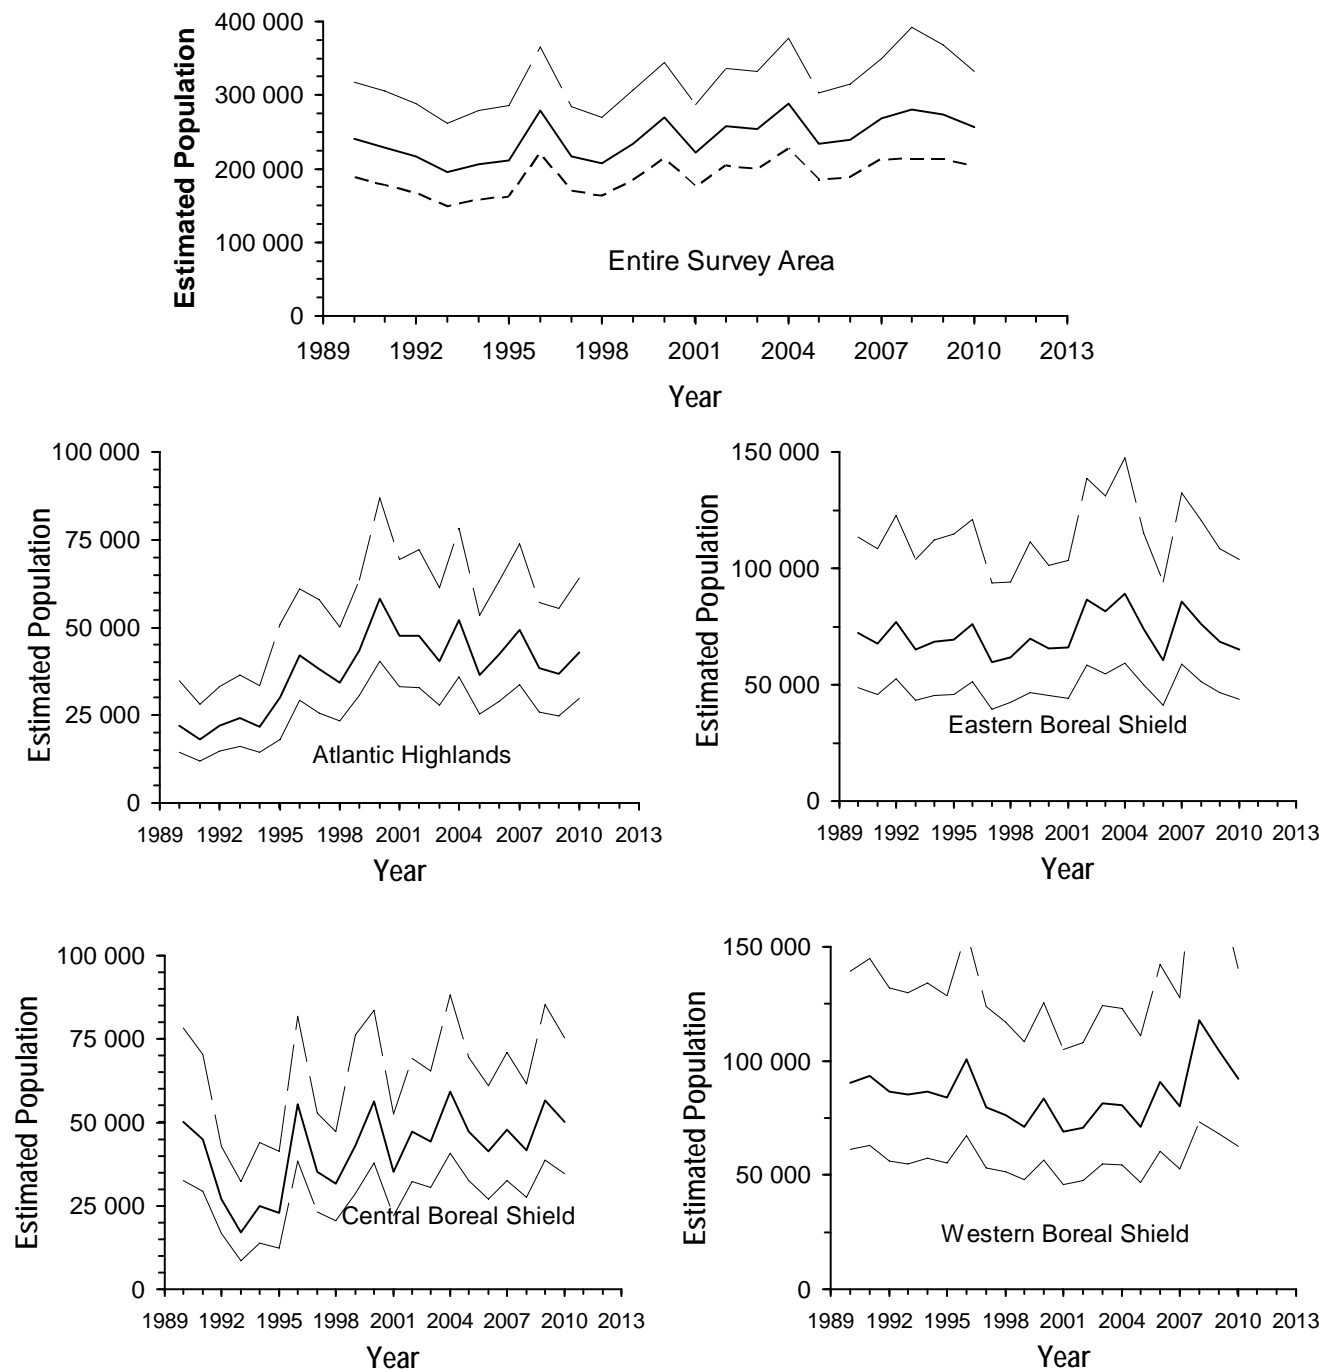 400 000
300 000
200 000
100 000
0
Estimated Population
Entire Survey Area
1989 1992 1995 1998 2001 2004 2007 2010 2013
Year
100 000
75 000
50 000
25 000
0
Estimated Population
Atlantic Highlands
1989 1992 1995 1998 2001 2004 2007 2010 2013
Year
150 000
100 000
50 000
0
Estimated Population
Eastern Boreal Shield
1989 1992 1995 1998 2001 2004 2007 2010 2013
Year
100 000
75 000
50 000
25 000
0
Estimated Population
Central Boreal Shield
1989 1992 1995 1998 2001 2004 2007 2010 2013
Year
150 000
100 000
50 000
0
Estimated Population
Western Boreal Shield
1989 1992 1995 1998 2001 2004 2007 2010 2013
Year